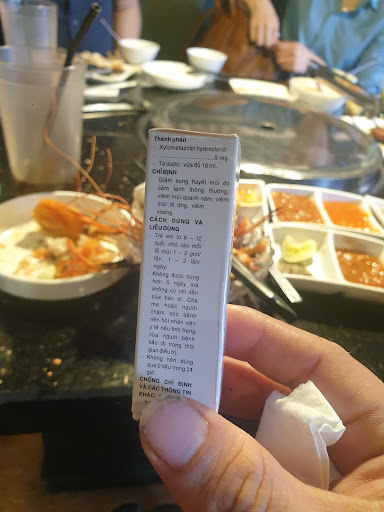 Thành phần
- Xylometazolin hydroclorid
........................5 mg
- Tá dược vừa đủ 10 ml.
CHỈ ĐỊNH
Giảm sung huyết mũi do
cảm lạnh thông thường,
viêm mũi quanh năm, viêm
mũi dị ứng, viêm
xoang.
CÁCH DÙNG VÀ
LIỀU DÙNG
- Trẻ em từ 6 – 12
tuổi: nhỏ vào mỗi
lỗ mũi 1 – 2 giọt/
lần, 1 – 2 lần/
ngày.
- Không được dùng
hơn 5 ngày mà
không có chỉ dẫn
của bác sĩ. Cha
mẹ hoặc người
chăm sóc bệnh
nên hỏi nhân viên
y tế nếu tình trạng
của người bệnh
xấu đi trong thời
gian điều trị.
- Không nên dùng
quá 2 liều trong 24
giờ.
CHỐNG CHỈ ĐỊNH
VÀ CÁC THÔNG TIN
KHÁC: